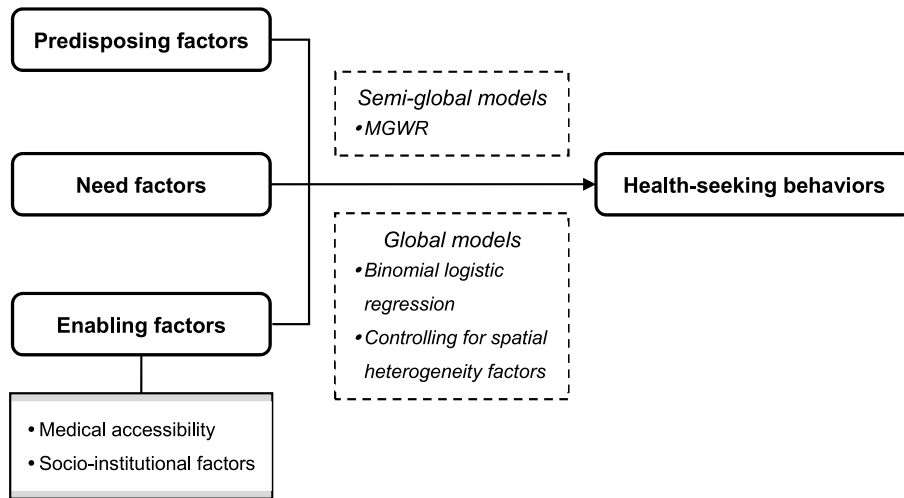 Predisposing factors
Semi-global models
•MGWR
Need factors
Health-seeking behaviors
Global models
•Binomial logistic
regression
•Controlling for spatial
heterogeneity factors
Enabling factors
• Medical accessibility
• Socio-institutional factors